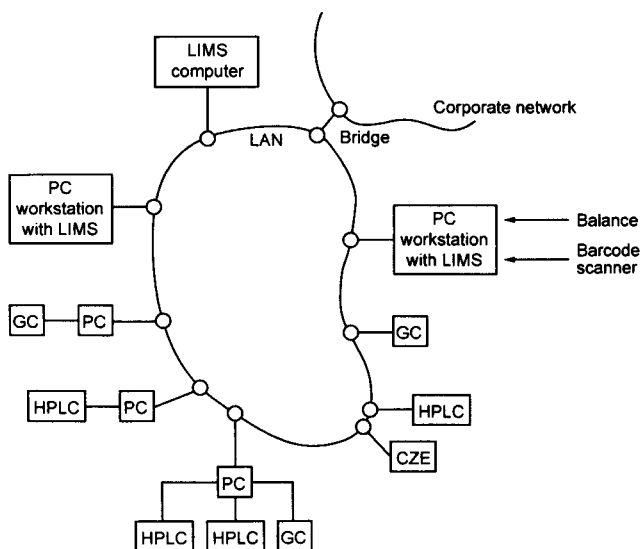 LIMS
computer
Corporate network
LAN
Bridge
PC
workstation
with LIMS
PC
workstation
with LIMS
Balance
Barcode
scanner
GC
PC
GC
HPLC
PC
HPLC
CZE
PC
HPLC
HPLC
GC